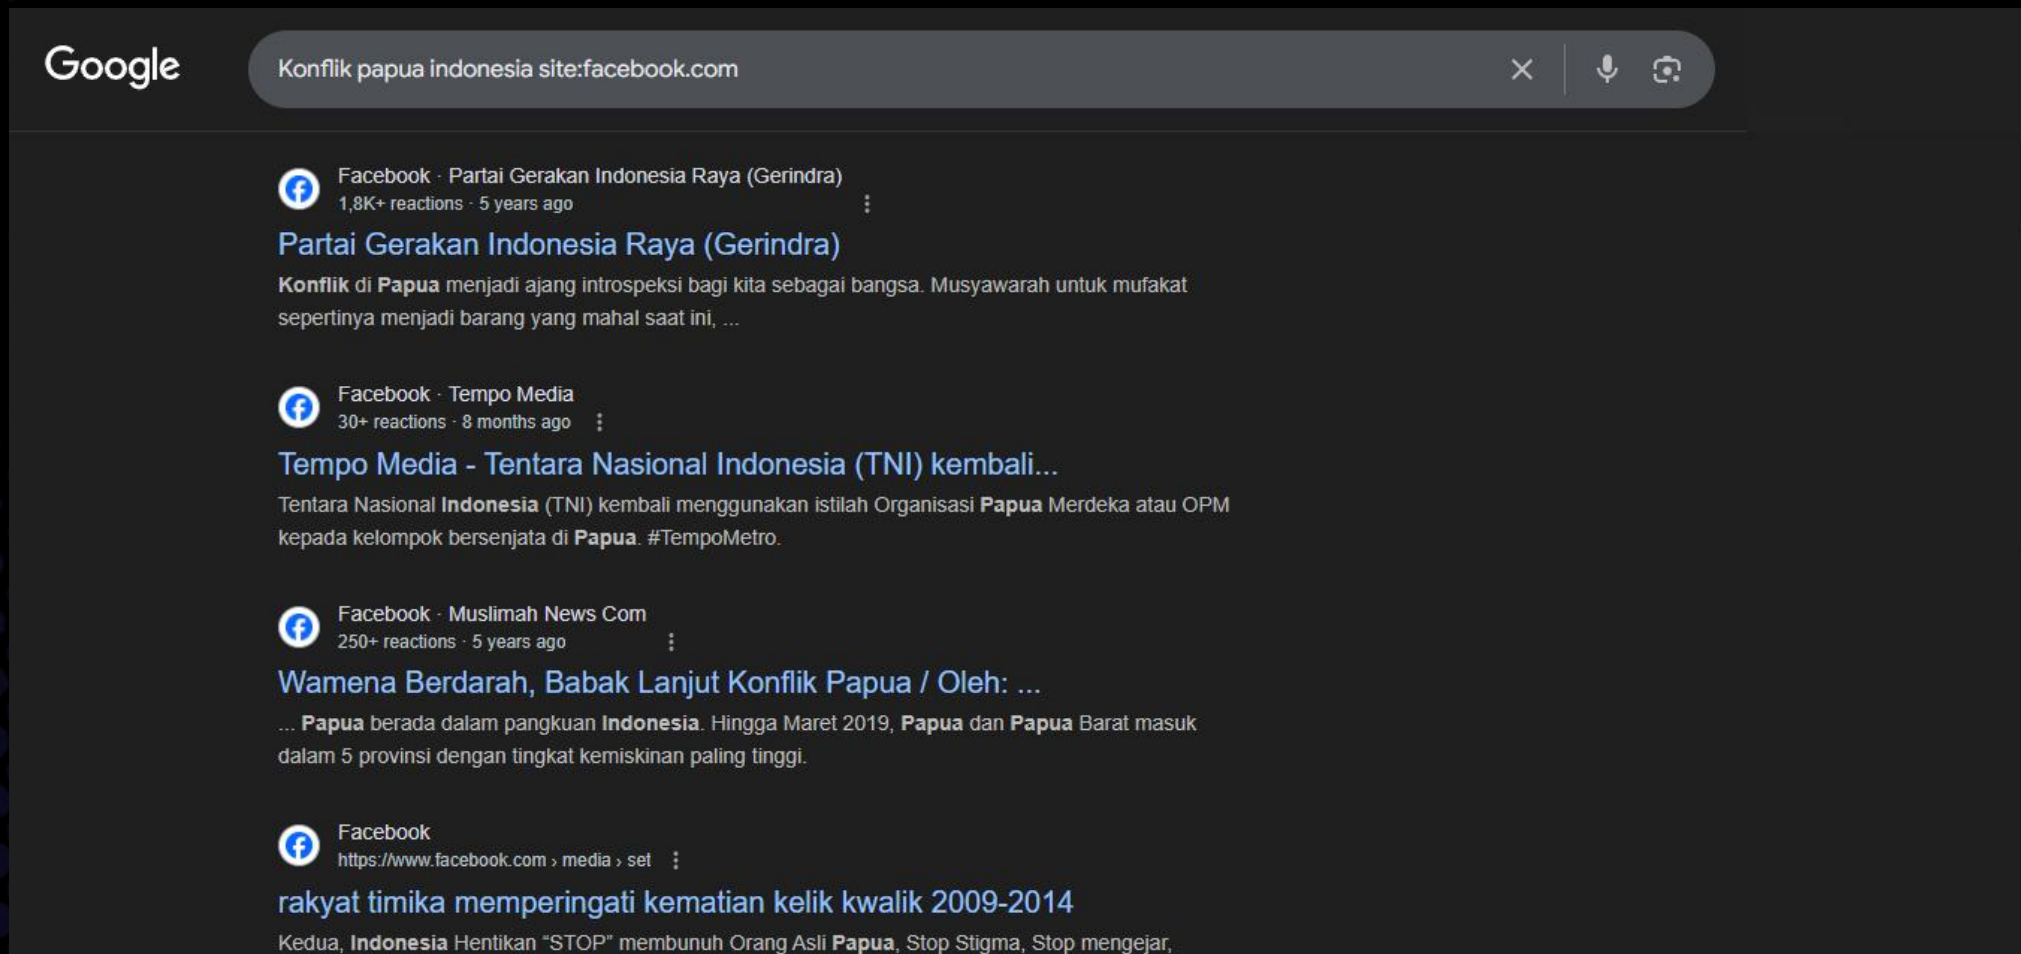 Google
Konflik papua indonesia site:facebook.com
Facebook · Partai Gerakan Indonesia Raya (Gerindra)
1,8K+ reactions · 5 years ago
Partai Gerakan Indonesia Raya (Gerindra)
Konflik di Papua menjadi ajang introspeksi bagi kita sebagai bangsa. Musyawarah untuk mufakat
sepertinya menjadi barang yang mahal saat ini, ...
Facebook · Tempo Media
30+ reactions · 8 months ago
Tempo Media - Tentara Nasional Indonesia (TNI) kembali...
Tentara Nasional Indonesia (TNI) kembali menggunakan istilah Organisasi Papua Merdeka atau OPM
kepada kelompok bersenjata di Papua. #TempoMetro.
Facebook · Muslimah News Com
250+ reactions · 5 years ago
Wamena Berdarah, Babak Lanjut Konflik Papua / Oleh: ...
... Papua berada dalam pangkuan Indonesia. Hingga Maret 2019, Papua dan Papua Barat masuk
dalam 5 provinsi dengan tingkat kemiskinan paling tinggi.
Facebook
https://www.facebook.com › media › set
rakyat timika memperingati kematian kelik kwalik 2009-2014
Kedua, Indonesia Hentikan “STOP” membunuh Orang Asli Papua, Stop Stigma, Stop mengejar,